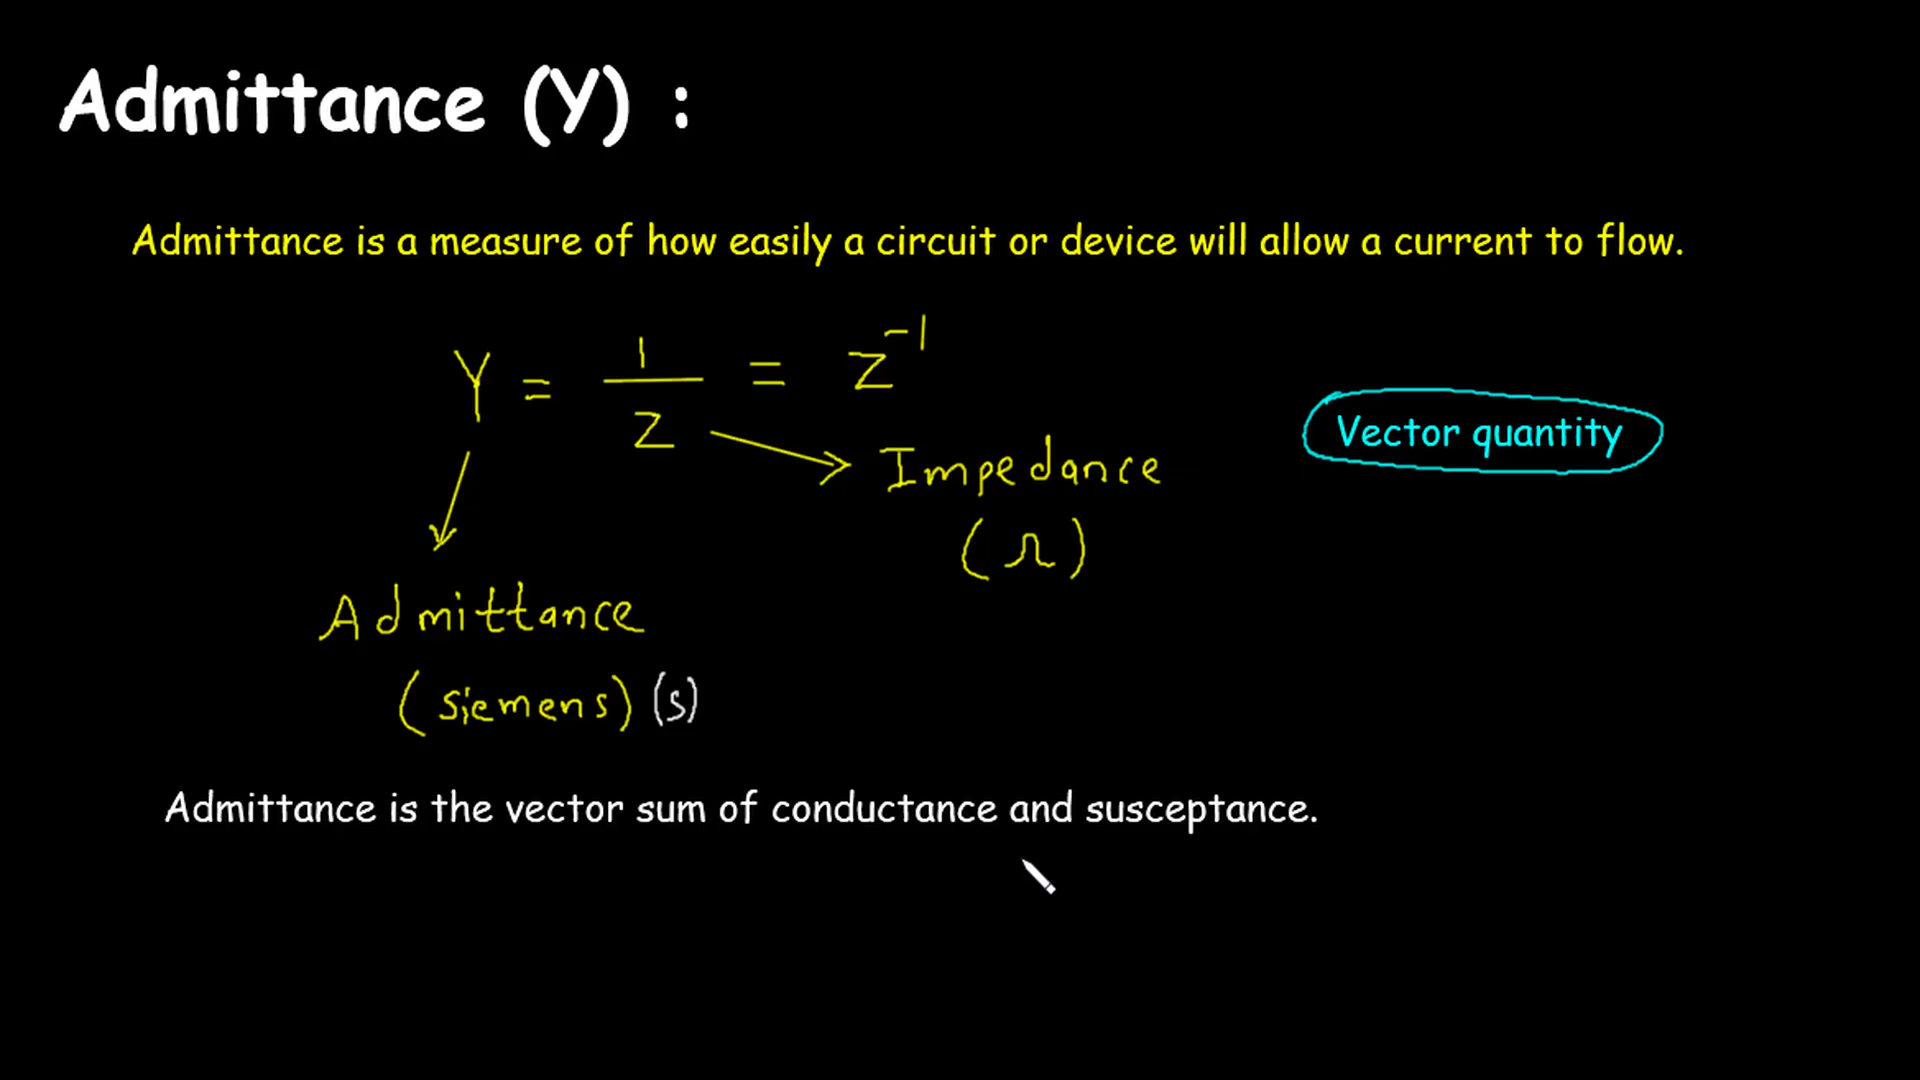 Admittance (Y) :
Admittance is a measure of how easily a circuit or device will allow a current to flow.
Y = 1/Z = Z⁻¹
Vector quantity
Impedance
(Ω)
Admittance
(siemens) (s)
Admittance is the vector sum of conductance and susceptance.